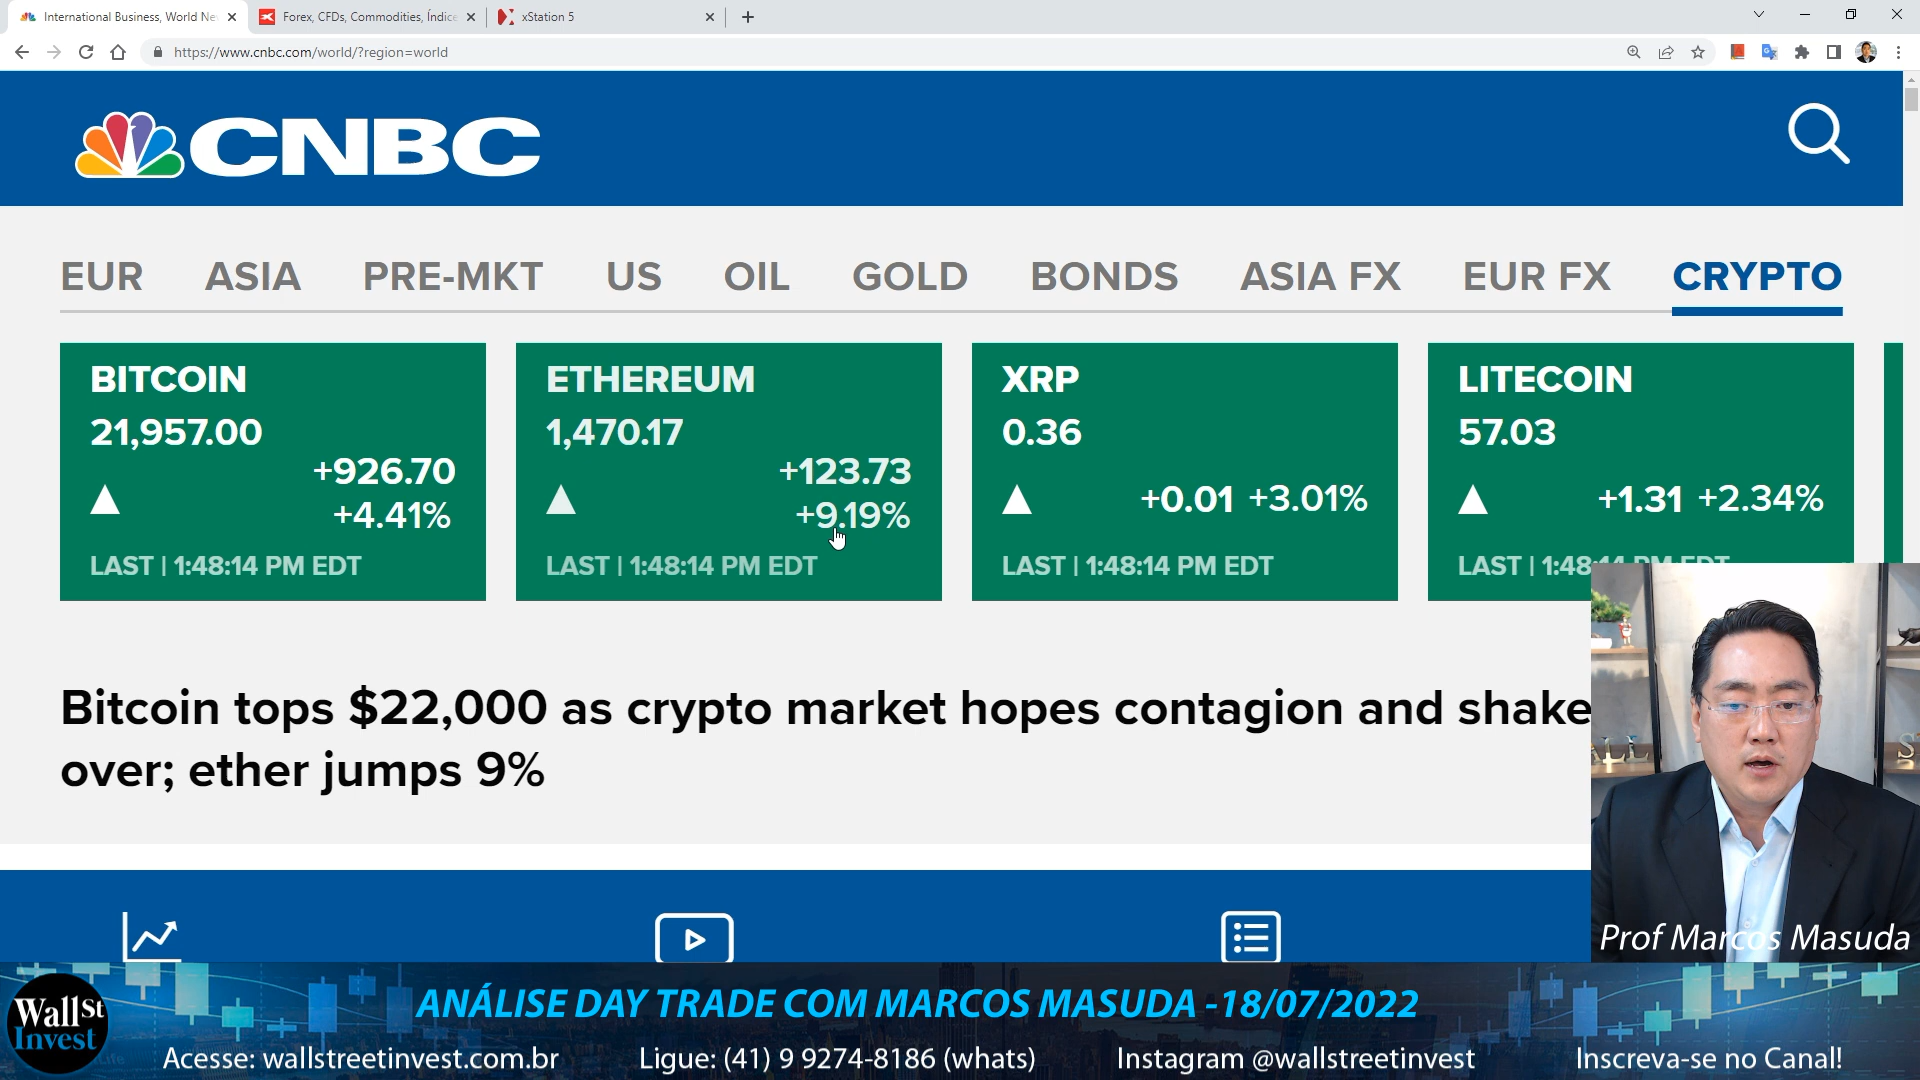 International Business, World Ne
Forex, CFDs, Commodities, Índice
xStation 5
https://www.cnbc.com/world/?region=world
CNBC
EUR ASIA PRE-MKT US OIL GOLD BONDS ASIA FX EUR FX CRYPTO
BITCOIN
21,957.00
+926.70
+4.41%
LAST | 1:48:14 PM EDT
ETHEREUM
1,470.17
+123.73
+9.19%
LAST | 1:48:14 PM EDT
XRP
0.36
+0.01 +3.01%
LAST | 1:48:14 PM EDT
LITECOIN
57.03
+1.31 +2.34%
LAST | 1:48:14 PM EDT
Bitcoin tops $22,000 as crypto market hopes contagion and shake
over; ether jumps 9%
Prof Marcos Masuda
Wall St
Invest
ANÁLISE DAY TRADE COM MARCOS MASUDA -18/07/2022
Acesse: wallstreetinvest.com.br Ligue: (41) 9 9274-8186 (whats) Instagram @wallstreetinvest Inscreva-se no Canal!